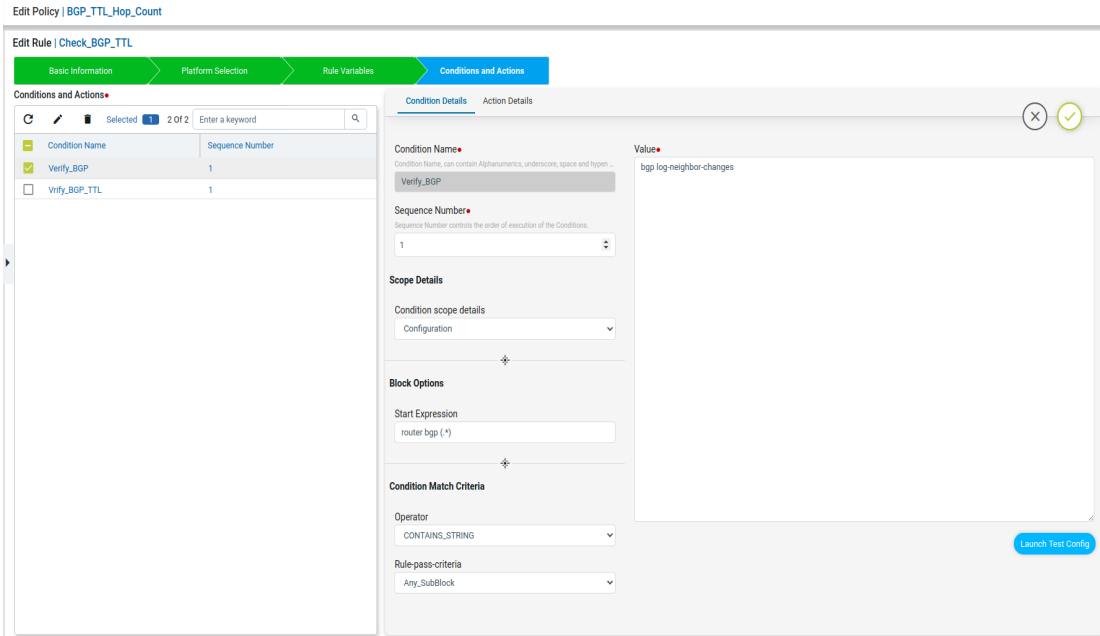 Edit Policy | BGP_TTL_Hop_Count
Edit Rule | Check_BGP_TTL
Basic Information
Platform Selection
Rule Variables
Conditions and Actions
Conditions and Actions
Selected 1 2 Of 2 Enter a keyword
Condition Name Sequence Number
Verify_BGP 1
Vrify_BGP_TTL 1
Condition Details Action Details
Condition Name
Condition Name, can contain Alphanumerics, underscore, space and hypen ...
Verify_BGP
Sequence Number
Sequence Number controls the order of execution of the Conditions.
1
Scope Details
Condition scope details
Configuration
Block Options
Start Expression
router bgp (.*)
Condition Match Criteria
Operator
CONTAINS_STRING
Rule-pass-criteria
Any_SubBlock
Value
bgp log-neighbor-changes
Launch Test Config